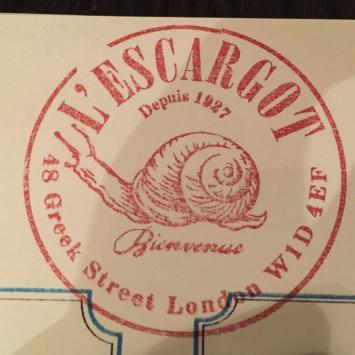 L'ESCARGOT
Depuis 1927
Bienvenue
48 Greek Street London W1D 4EF